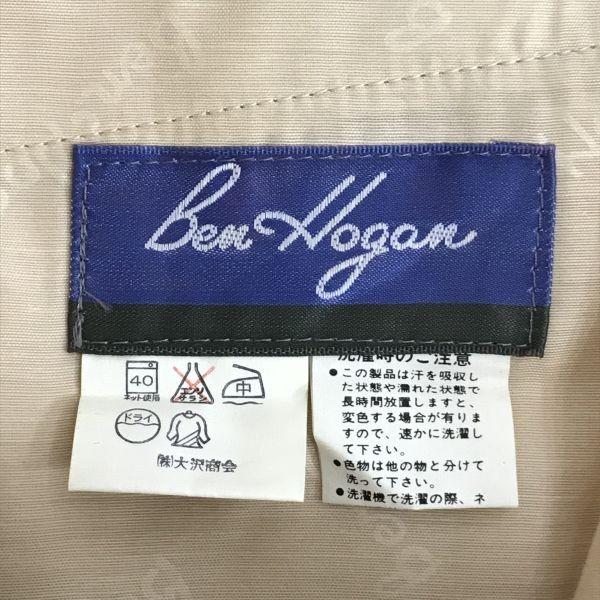 Ben Hogan
40
ネット使用
エンソ
サラシ
中
ドライ
㈱大沢商会
洗濯時のご注意
●この製品は汗を吸収し
た状態や濡れた状態で
長時間放置しますと、
変色する場合が有りま
すので、速かに洗濯し
て下さい。
●色物は他の物と分けて
洗って下さい。
●洗濯機で洗濯の際、ネ